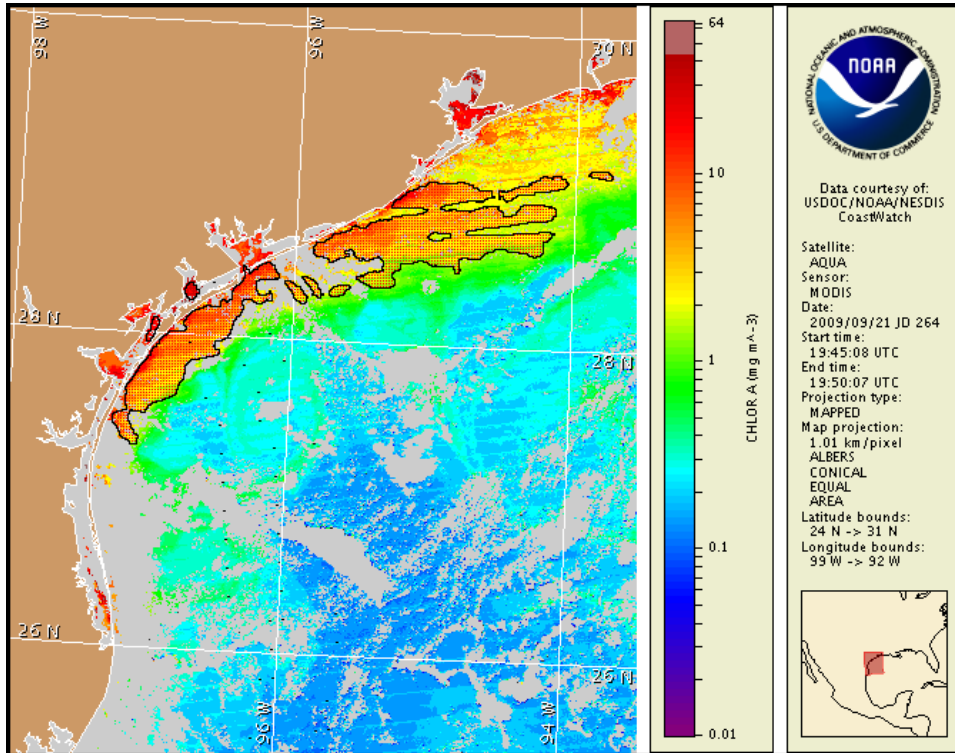 98 W
96 W
30 N
28 N
28 N
26 N
26 N
96 W
94 W
64
10
1
0.1
0.01
CHLOR A (mg m^-3)
NATIONAL OCEANIC AND ATMOSPHERIC ADMINISTRATION
NOAA
U.S. DEPARTMENT OF COMMERCE
Data courtesy of:
USDOC/NOAA/NESDIS
CoastWatch
Satellite:
AQUA
Sensor:
MODIS
Date:
2009/09/21 JD 264
Start time:
19:45:08 UTC
End time:
19:50:07 UTC
Projection type:
MAPPED
Map projection:
1.01 km/pixel
ALBERS
CONICAL
EQUAL
AREA
Latitude bounds:
24 N -> 31 N
Longitude bounds:
99 W -> 92 W